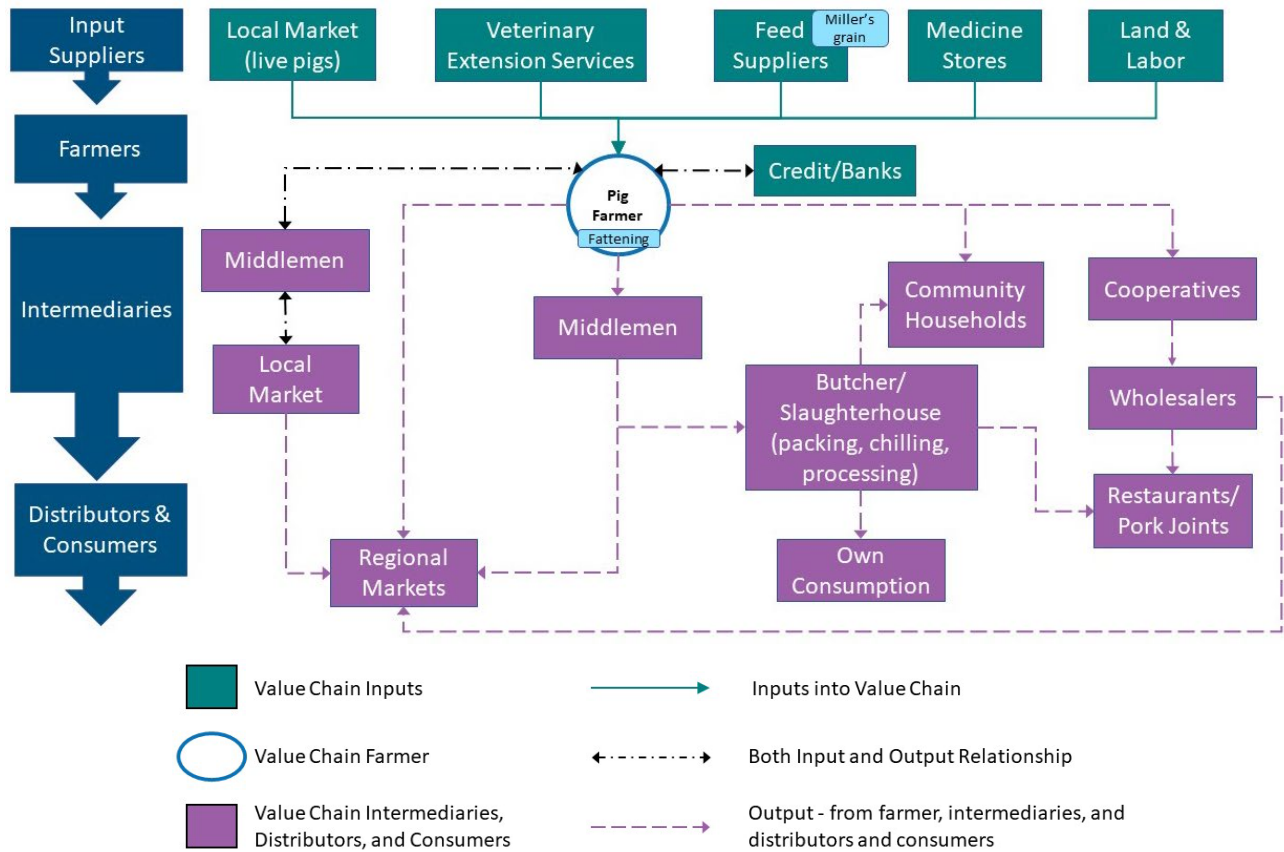 Input
Suppliers
Local Market
(live pigs)
Veterinary
Extension Services
Feed
Suppliers
Miller’s
grain
Medicine
Stores
Land &
Labor
Farmers
Credit/Banks
Pig
Farmer
Fattening
Intermediaries
Middlemen
Local
Market
Middlemen
Community
Households
Cooperatives
Butcher/
Slaughterhouse
(packing, chilling,
processing)
Wholesalers
Distributors &
Consumers
Regional
Markets
Own
Consumption
Restaurants/
Pork Joints
Value Chain Inputs
Inputs into Value Chain
Value Chain Farmer
Both Input and Output Relationship
Value Chain Intermediaries,
Distributors, and Consumers
Output - from farmer, intermediaries, and
distributors and consumers